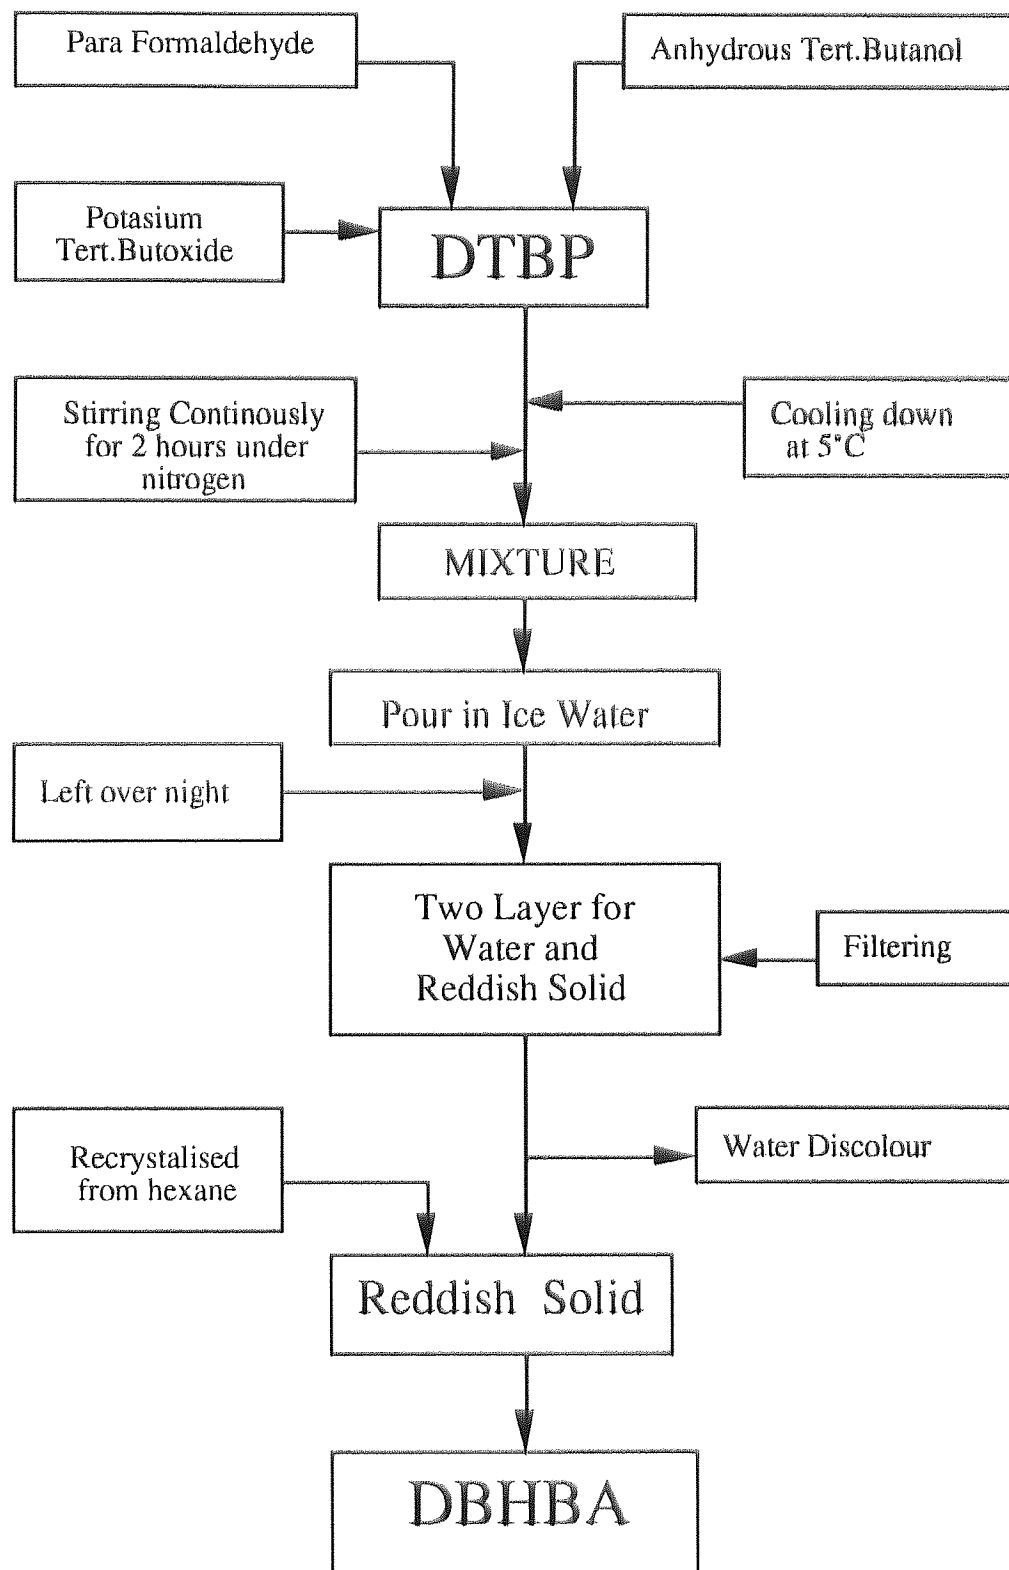 Para Formaldehyde
Anhydrous Tert.Butanol
Potasium
Tert.Butoxide
DTBP
Stirring Continously
for 2 hours under
nitrogen
Cooling down
at 5°C
MIXTURE
Pour in Ice Water
Left over night
Two Layer for
Water and
Reddish Solid
Filtering
Recrystalised
from hexane
Water Discolour
Reddish Solid
DBHBA